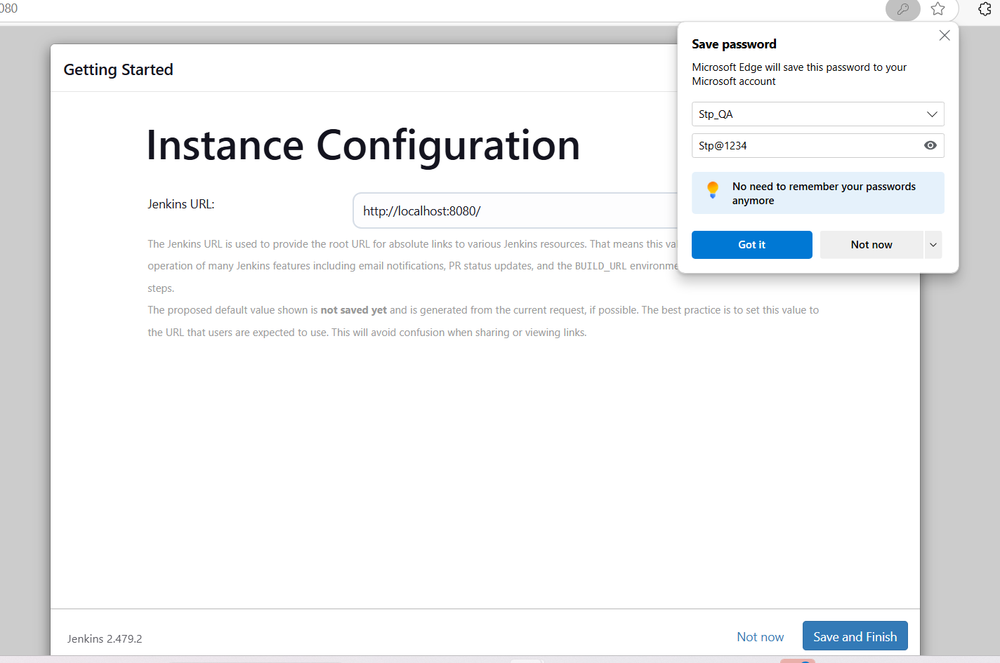 080
Save password
Microsoft Edge will save this password to your
Microsoft account
Stp_QA
Stp@1234
No need to remember your passwords
anymore
Got it
Not now
Getting Started
Instance Configuration
Jenkins URL:
http://localhost:8080/
The Jenkins URL is used to provide the root URL for absolute links to various Jenkins resources. That means this va
operation of many Jenkins features including email notifications, PR status updates, and the BUILD_URL environme
steps.
The proposed default value shown is not saved yet and is generated from the current request, if possible. The best practice is to set this value to
the URL that users are expected to use. This will avoid confusion when sharing or viewing links.
Jenkins 2.479.2
Not now
Save and Finish